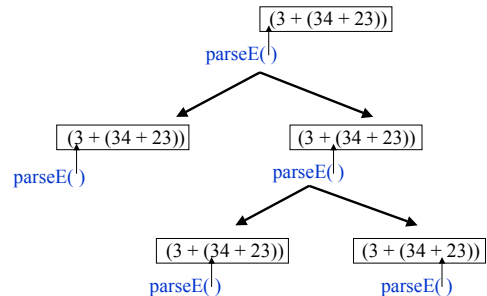 (3 + (34 + 23))
parseE( )
(3 + (34 + 23))
(3 + (34 + 23))
parseE( )
parseE( )
(3 + (34 + 23))
(3 + (34 + 23))
parseE( )
parseE( )